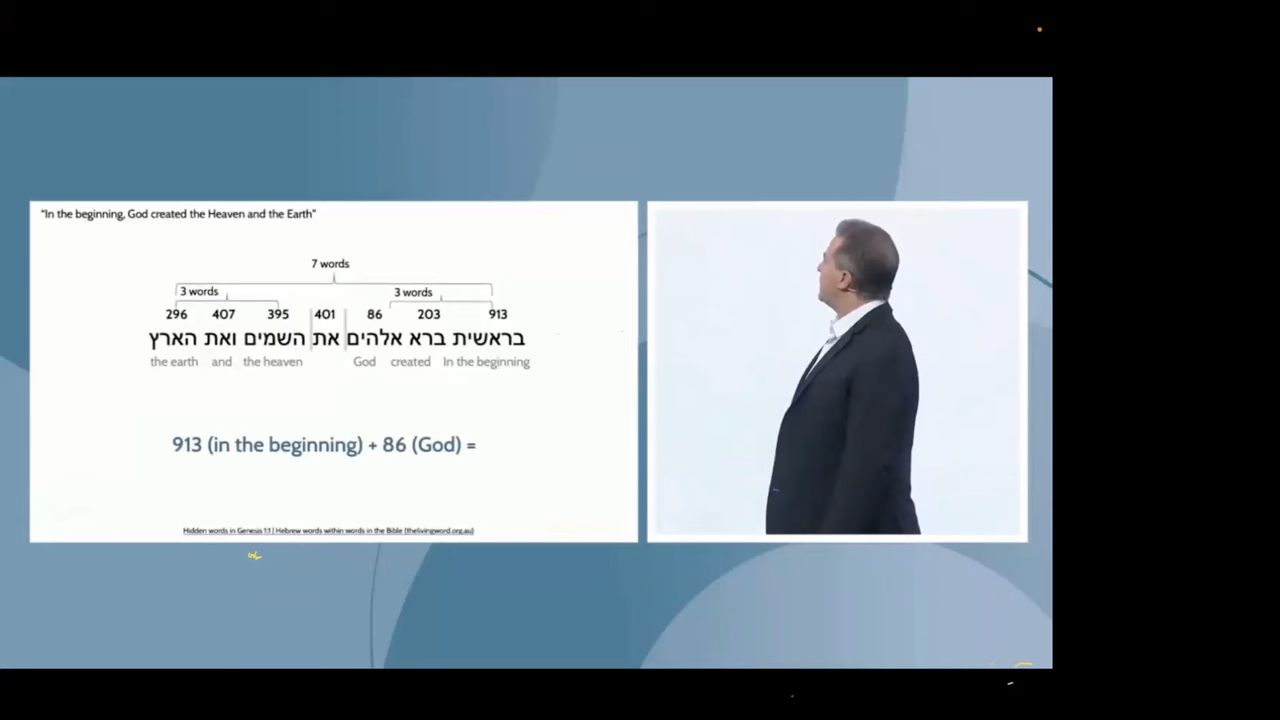 "In the beginning, God created the Heaven and the Earth"
7 words
3 words 3 words
296 407 395 401 86 203 913
בראשית ברא אלהים את השמים ואת הארץ
the earth and the heaven God created In the beginning
913 (in the beginning) + 86 (God) =
Hidden words in Genesis 1:1 | Hebrew words within words in the Bible (thelivingword.org.au)